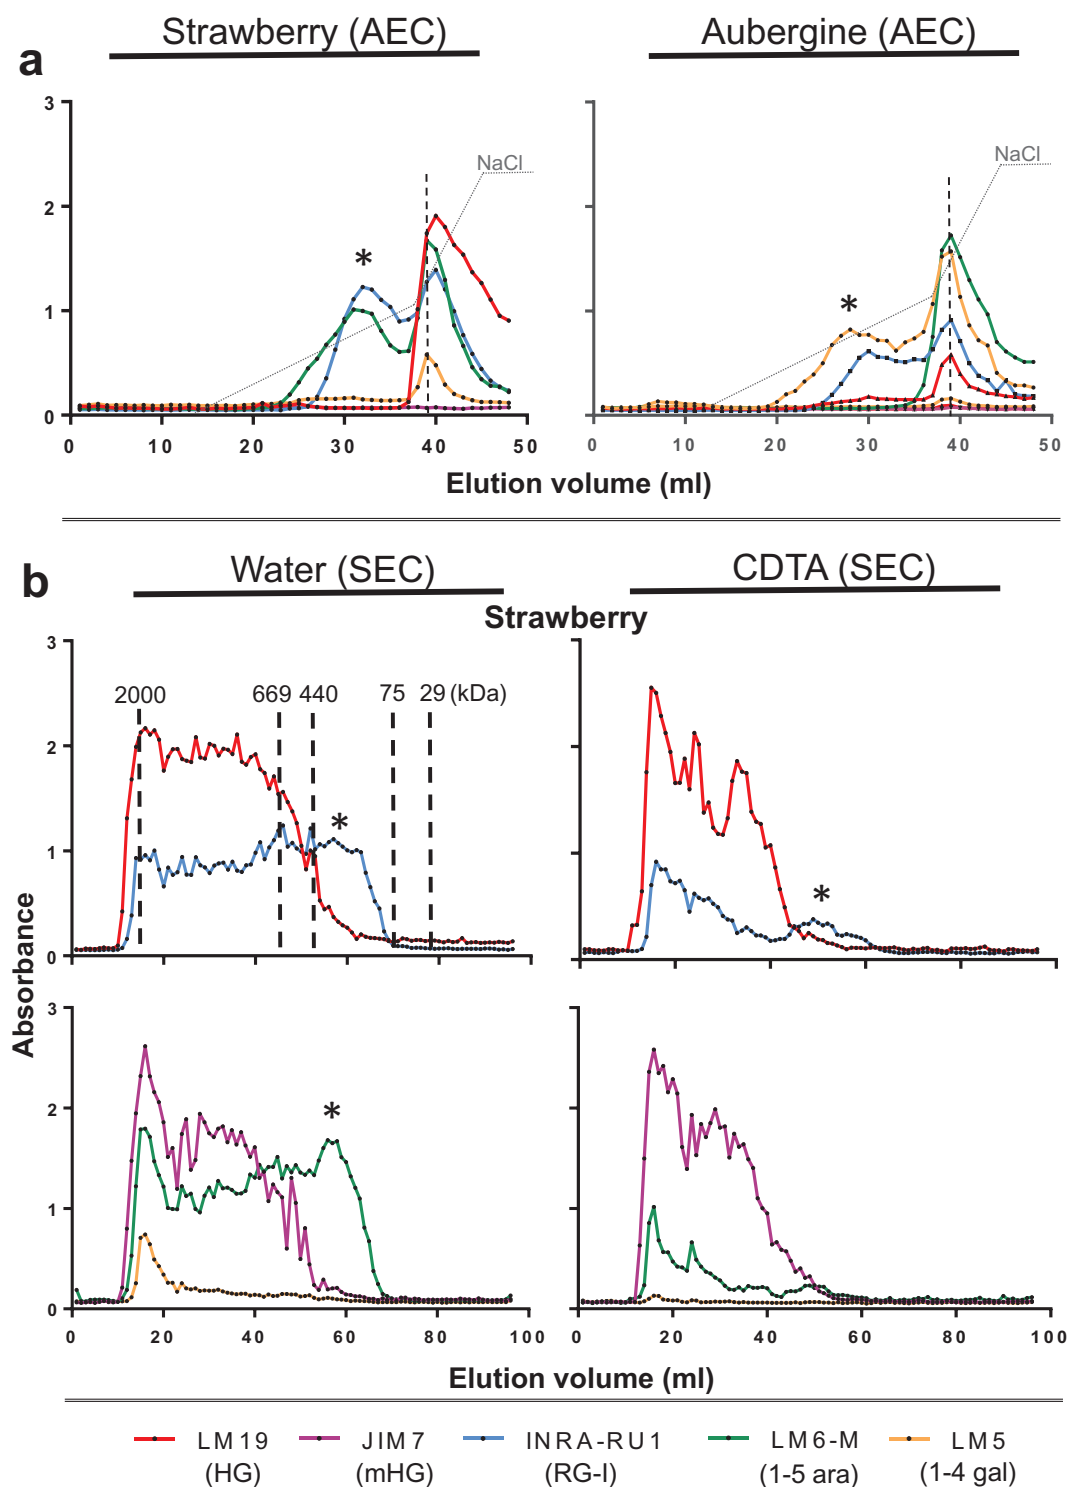 a
Strawberry (AEC)
Aubergine (AEC)
3
2
1
0
NaCl
*
0 10 20 30 40 50
NaCl
*
0 10 20 30 40 50
Elution volume (ml)
b
Water (SEC)
CDTA (SEC)
Strawberry
Absorbance
3
2
1
0
2000 669 440 75 29 (kDa)
*
*
3
2
1
0
*
0 20 40 60 80 100
20 40 60 80 100
Elution volume (ml)
LM19 JIM7 INRA-RU1 LM6-M LM5
(HG) (mHG) (RG-I) (1-5 ara) (1-4 gal)